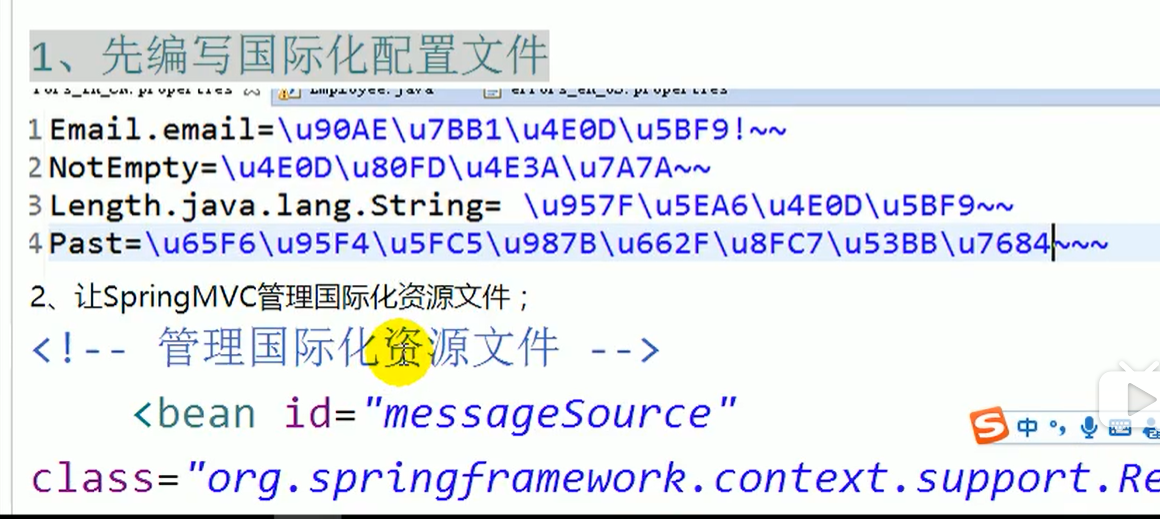 1、先编写国际化配置文件
Employee.java errors_en_US.properties
1 Email.email=\u90AE\u7BB1\u4E0D\u5BF9!~~
2 NotEmpty=\u4E0D\u80FD\u4E3A\u7A7A~~
3 Length.java.lang.String= \u957F\u5EA6\u4E0D\u5BF9~~
4 Past=\u65F6\u95F4\u5FC5\u987B\u662F\u8FC7\u53BB\u7684~~~
2、让SpringMVC管理国际化资源文件；
<!-- 管理国际化资源文件 -->
<bean id="messageSource"
中
class="org.springframework.context.support.Re